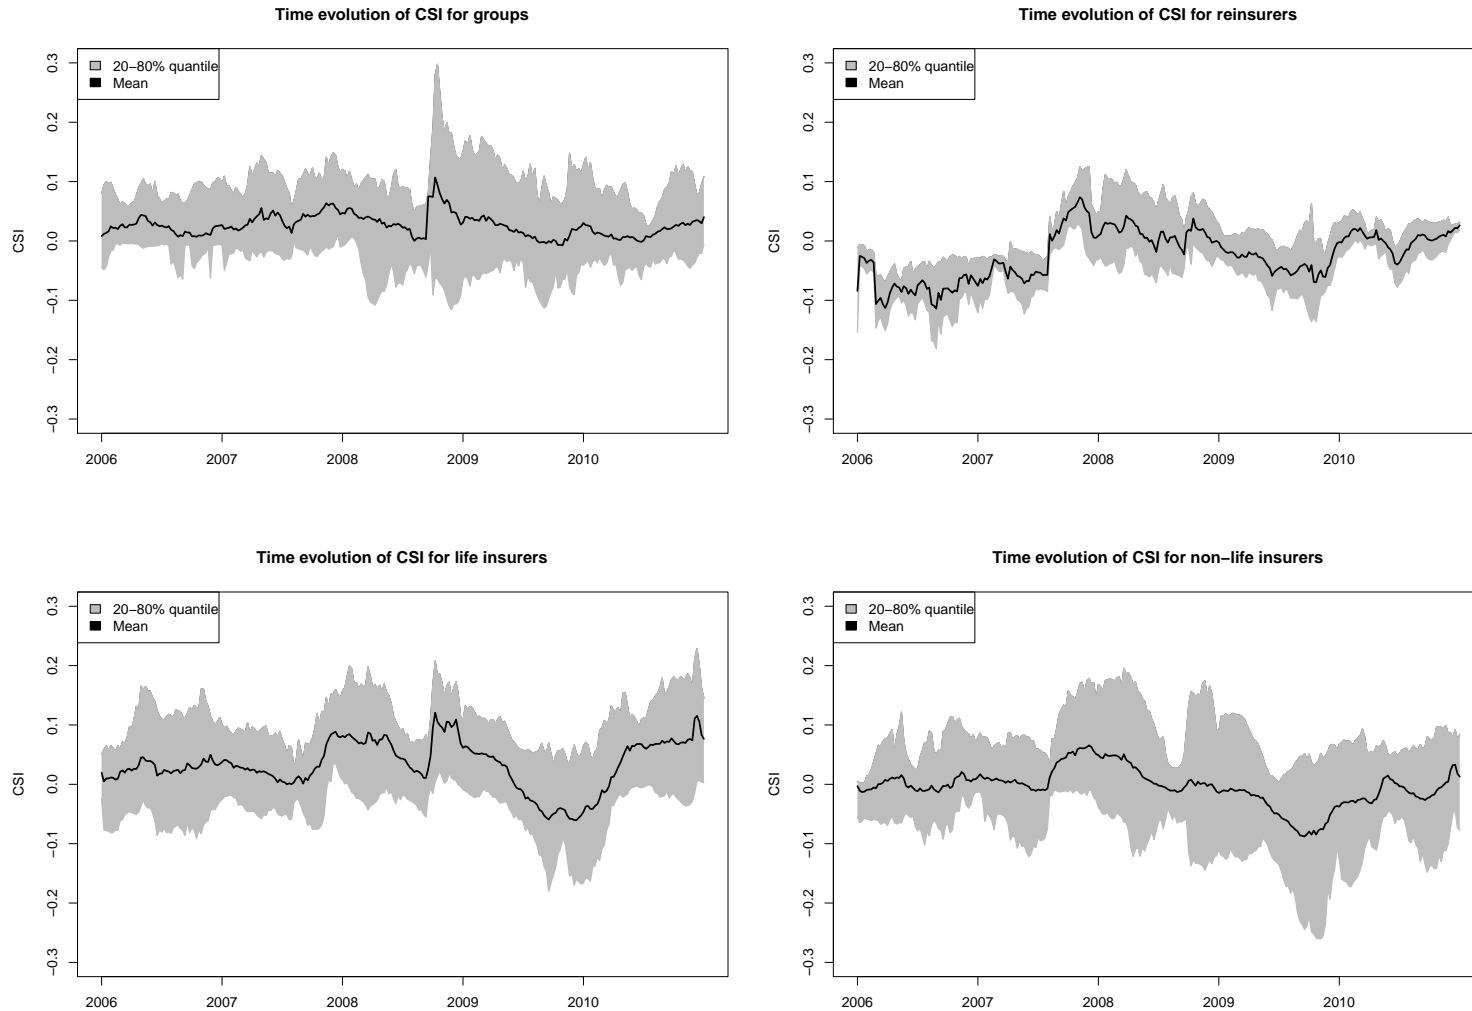 Time evolution of CSI for groups
20−80% quantile
Mean
CSI
0.3
0.2
0.1
0.0
−0.1
−0.2
−0.3
2006 2007 2008 2009 2010
Time evolution of CSI for reinsurers
20−80% quantile
Mean
CSI
0.3
0.2
0.1
0.0
−0.1
−0.2
−0.3
2006 2007 2008 2009 2010
Time evolution of CSI for life insurers
20−80% quantile
Mean
CSI
0.3
0.2
0.1
0.0
−0.1
−0.2
−0.3
2006 2007 2008 2009 2010
Time evolution of CSI for non−life insurers
20−80% quantile
Mean
CSI
0.3
0.2
0.1
0.0
−0.1
−0.2
−0.3
2006 2007 2008 2009 2010